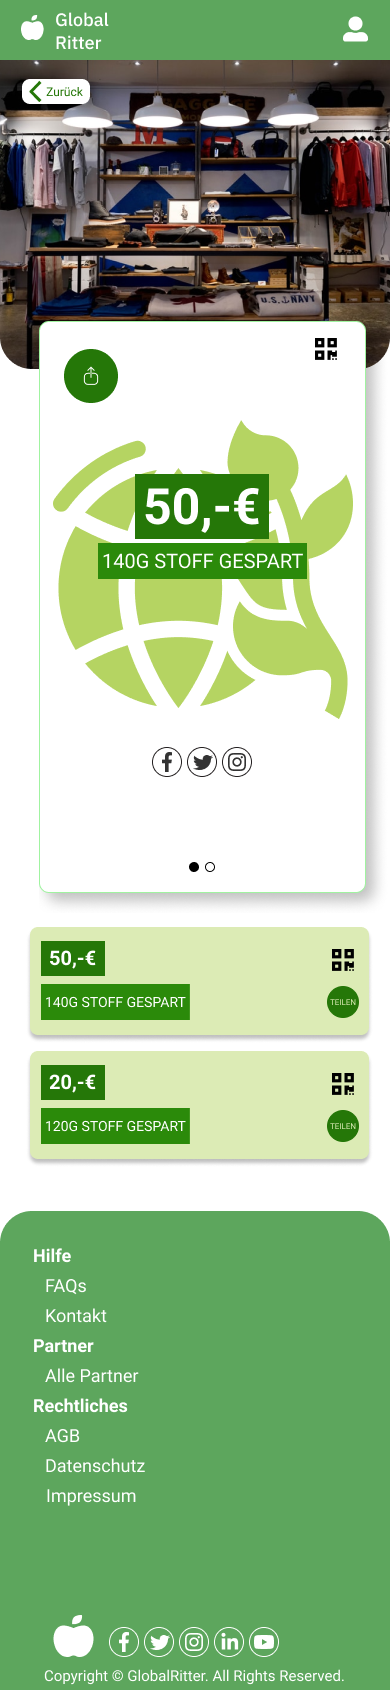 Global
Ritter
Zurück
BAGGAGE
M
U.S. NAVY
50,-€
140G STOFF GESPART
50,-€
140G STOFF GESPART
TEILEN
20,-€
120G STOFF GESPART
TEILEN
Hilfe
FAQs
Kontakt
Partner
Alle Partner
Rechtliches
AGB
Datenschutz
Impressum
Copyright © GlobalRitter. All Rights Reserved.